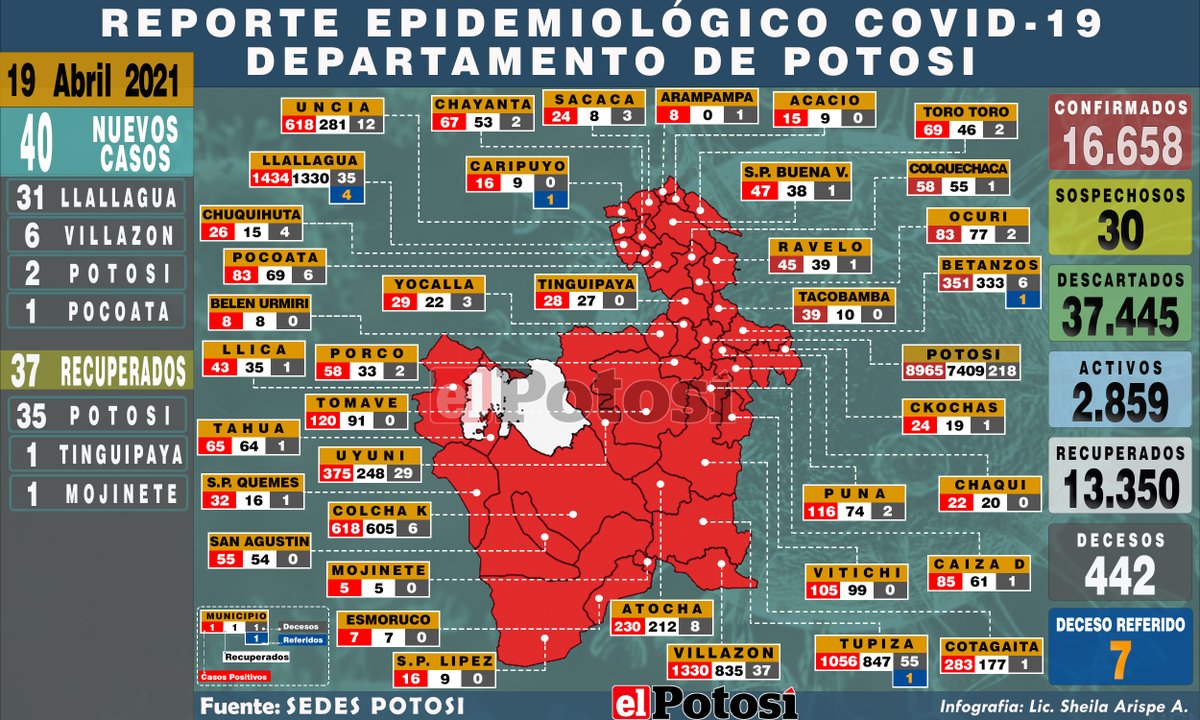 REPORTE EPIDEMIOLÓGICO COVID-19
DEPARTAMENTO DE POTOSI
19 Abril 2021
40 NUEVOS CASOS
31 LLALLAGUA
6 VILLAZON
2 POTOSI
1 POCOATA
37 RECUPERADOS
35 POTOSI
1 TINGUIPAYA
1 MOJINETE
UNCIA
618 281 12
CHAYANTA
67 53 2
SACACA
24 8 3
ARAMPAMPA
8 0 1
ACACIO
15 9 0
TORO TORO
69 46 2
LLALLAGUA
1434 1330 35
4
CARIPUYO
16 9 0
1
S.P. BUENA V.
47 38 1
COLQUECHACA
58 55 1
CHUQUIHUTA
26 15 4
OCURI
83 77 2
POCOATA
83 69 6
RAVELO
45 39 1
YOCALLA
29 22 3
TINGUIPAYA
28 27 0
BETANZOS
351 333 6
1
BELEN URMIRI
8 8 0
TACOBAMBA
39 10 0
LLICA
43 35 1
PORCO
58 33 2
POTOSI
8965 7409 218
TOMAVE
120 91 0
CKOCHAS
24 19 1
TAHUA
65 64 1
UYUNI
375 248 29
S.P. QUEMES
32 16 1
PUNA
116 74 2
CHAQUI
22 20 0
COLCHA K
618 605 6
SAN AGUSTIN
55 54 0
MOJINETE
5 5 0
VITICHI
105 99 0
CAIZA D
85 61 1
ESMORUCO
7 7 0
ATOCHA
230 212 8
S.P. LIPEZ
16 9 0
VILLAZON
1330 835 37
TUPIZA
1056 847 55
1
COTAGAITA
283 177 1
el Potosí
MUNICIPIO
1 1 1
1
Decesos
Referidos
Recuperados
Casos Positivos
CONFIRMADOS
16.658
SOSPECHOSOS
30
DESCARTADOS
37.445
ACTIVOS
2.859
RECUPERADOS
13.350
DECESOS
442
DECESO REFERIDO
7
Fuente: SEDES POTOSI
el Potosí
Infografia: Lic. Sheila Arispe A.